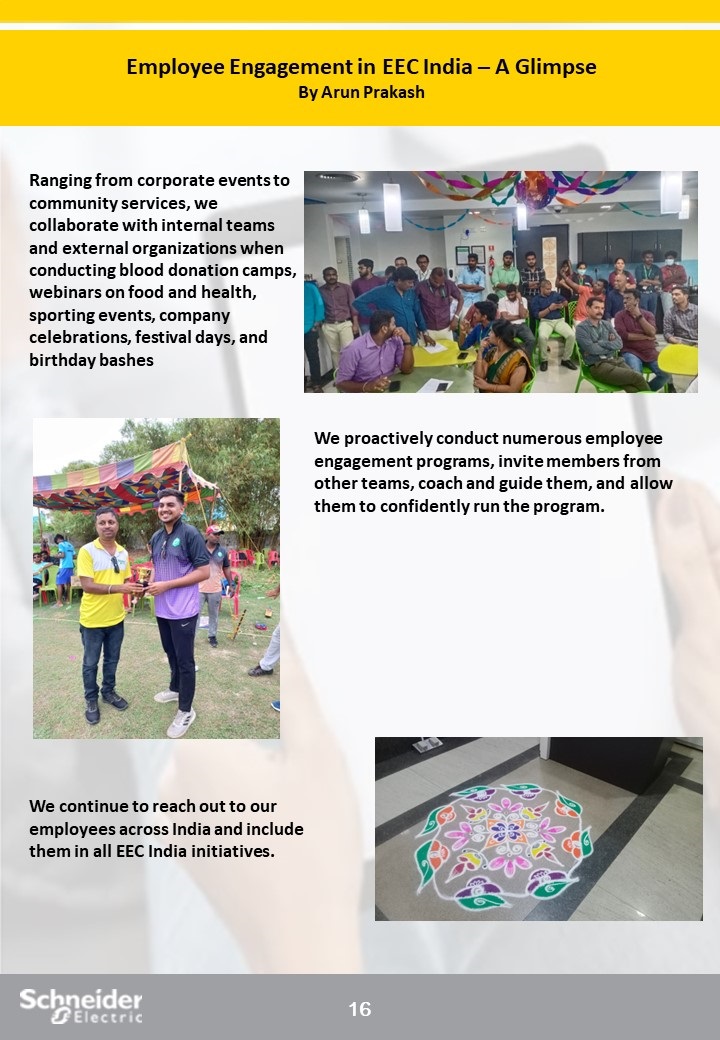 Employee Engagement in EEC India – A Glimpse
By Arun Prakash
Ranging from corporate events to
community services, we
collaborate with internal teams
and external organizations when
conducting blood donation camps,
webinars on food and health,
sporting events, company
celebrations, festival days, and
birthday bashes
We proactively conduct numerous employee
engagement programs, invite members from
other teams, coach and guide them, and allow
them to confidently run the program.
We continue to reach out to our
employees across India and include
them in all EEC India initiatives.
Schneider
Electric
16